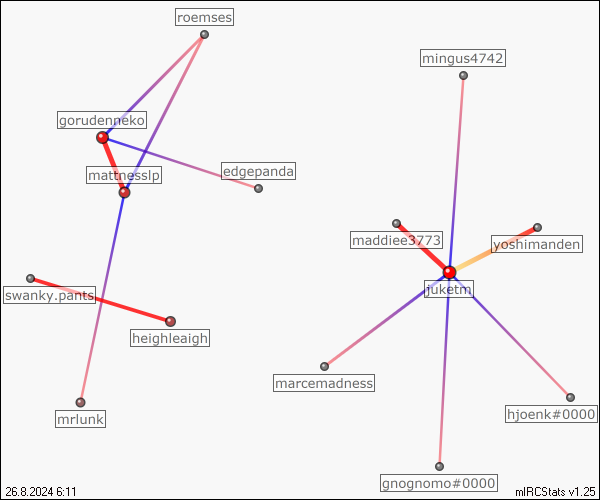 roemses
mingus4742
gorudenneko
mattnesslp
edgepanda
maddiee3773
yoshimanden
juketm
swanky.pants
heighleaigh
marcemadness
mrlunk
hjoenk#0000
gnognomo#0000
26.8.2024 6:11
mIRCStats v1.25